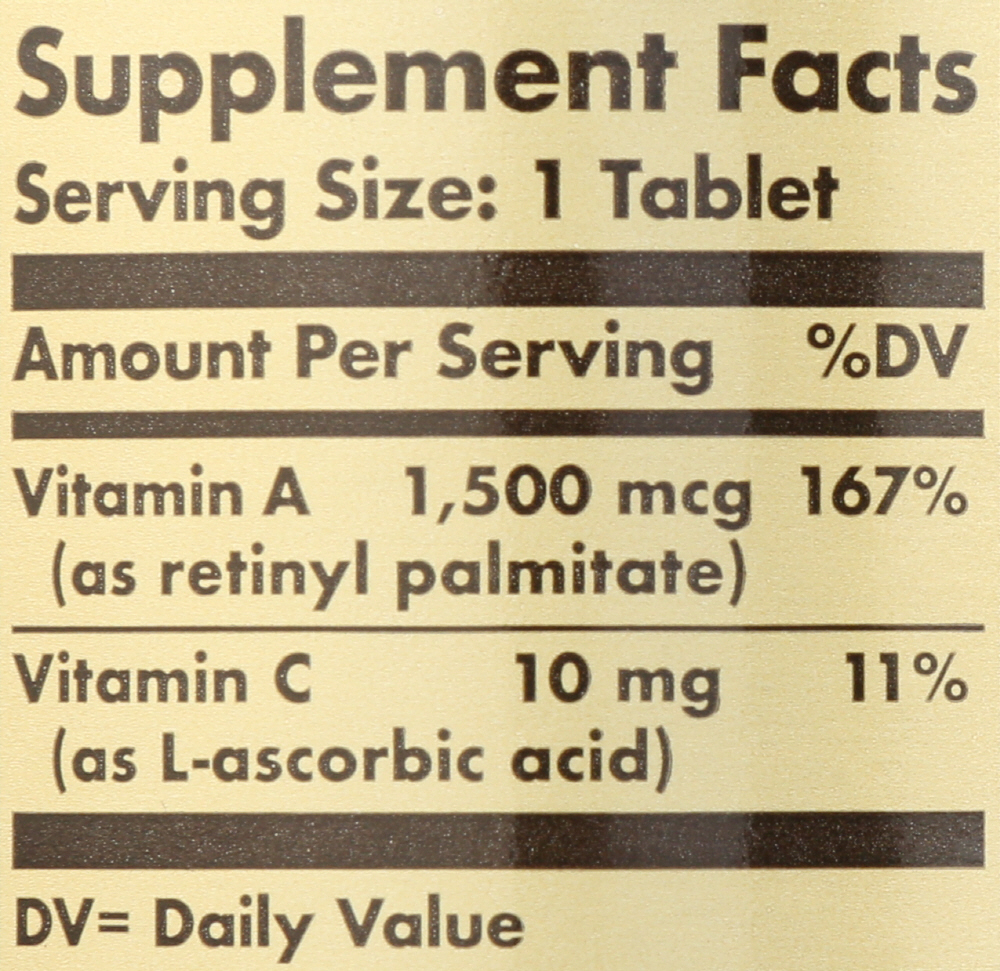 Supplement Facts
Serving Size: 1 Tablet
Amount Per Serving %DV
Vitamin A 1,500 mcg 167%
(as retinyl palmitate)
Vitamin C 10 mg 11%
(as L-ascorbic acid)
DV= Daily Value